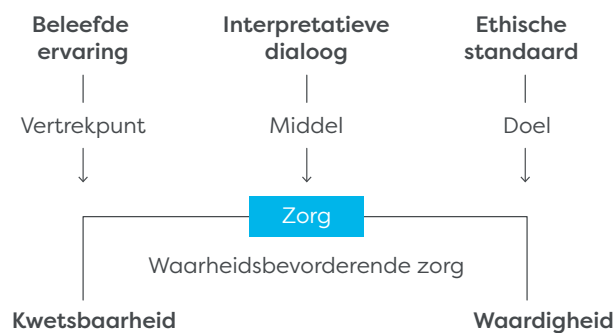 Beleefde
ervaring
Interpretatieve
dialoog
Ethische
standaard
Vertrekpunt
Middel
Doel
Zorg
Waarheidsbevorderende zorg
Kwetsbaarheid
Waardigheid